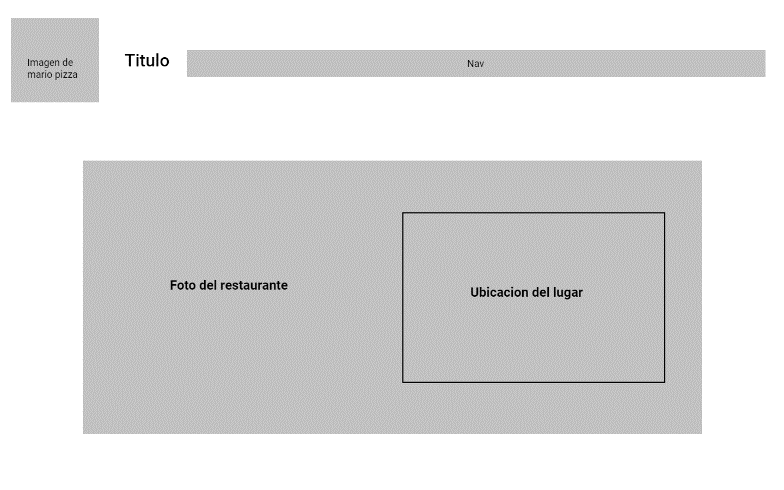 Imagen de
mario pizza
Titulo
Nav
Foto del restaurante
Ubicacion del lugar